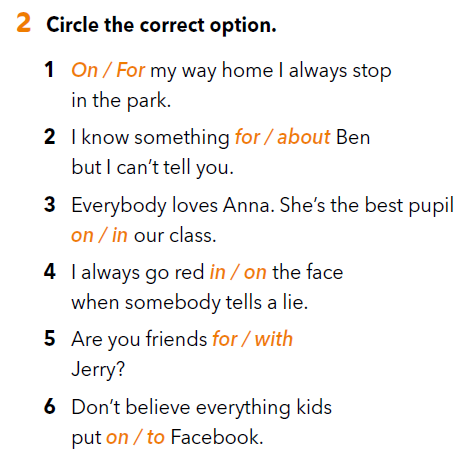 2 Circle the correct option.
1 On / For my way home I always stop
in the park.
2 I know something for / about Ben
but I can’t tell you.
3 Everybody loves Anna. She’s the best pupil
on / in our class.
4 I always go red in / on the face
when somebody tells a lie.
5 Are you friends for / with
Jerry?
6 Don’t believe everything kids
put on / to Facebook.